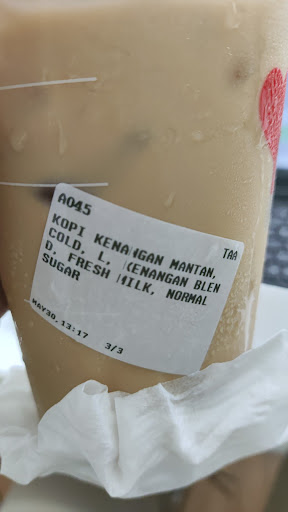 A045
TAA
KOPI KENANGAN MANTAN,
COLD, L, KENANGAN BLEN
D, FRESH MILK, NORMAL
SUGAR
MAY30,13:17 3/3